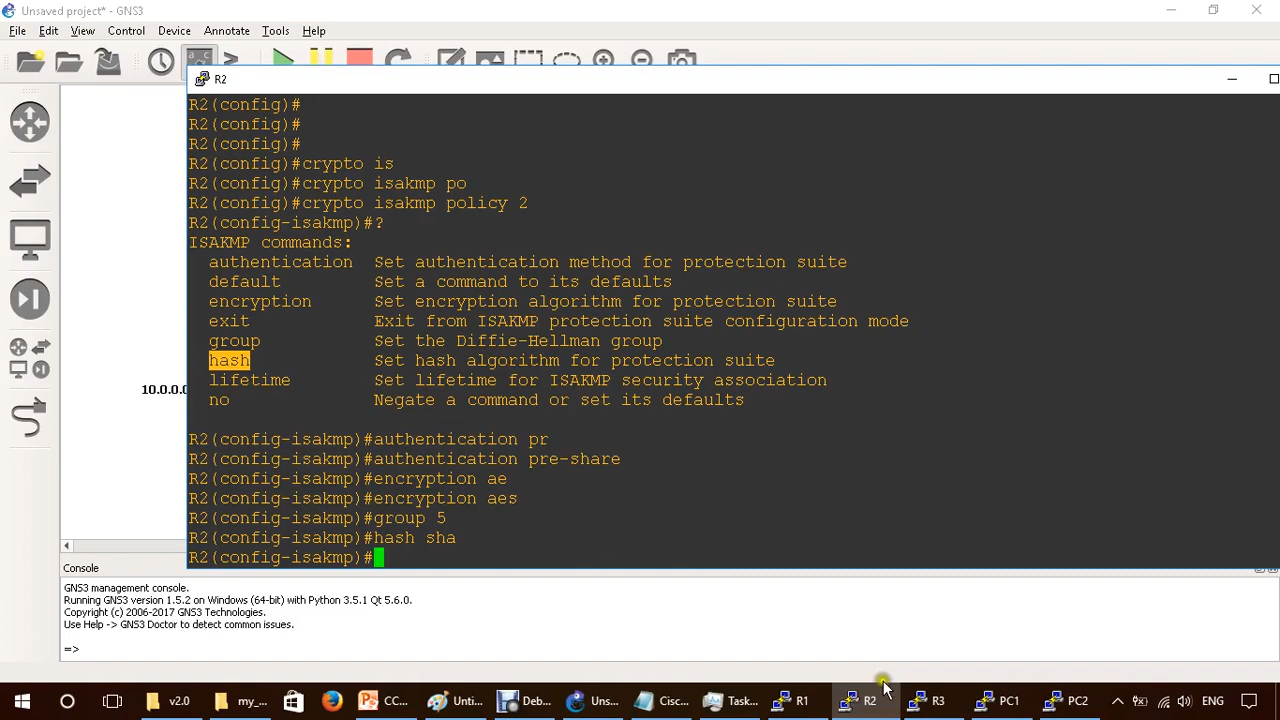 Unsaved project* - GNS3
File Edit View Control Device Annotate Tools Help
R2
R2(config)#
R2(config)#
R2(config)#
R2(config)#crypto is
R2(config)#crypto isakmp po
R2(config)#crypto isakmp policy 2
R2(config-isakmp)#?
ISAKMP commands:
authentication Set authentication method for protection suite
default Set a command to its defaults
encryption Set encryption algorithm for protection suite
exit Exit from ISAKMP protection suite configuration mode
group Set the Diffie-Hellman group
hash Set hash algorithm for protection suite
lifetime Set lifetime for ISAKMP security association
no Negate a command or set its defaults
R2(config-isakmp)#authentication pr
R2(config-isakmp)#authentication pre-share
R2(config-isakmp)#encryption ae
R2(config-isakmp)#encryption aes
R2(config-isakmp)#group 5
R2(config-isakmp)#hash sha
R2(config-isakmp)#
10.0.0.0
Console
GNS3 management console.
Running GNS3 version 1.5.2 on Windows (64-bit) with Python 3.5.1 Qt 5.6.0.
Copyright (c) 2006-2017 GNS3 Technologies.
Use Help -> GNS3 Doctor to detect common issues.
=>
v2.0 my_... CC... Unti... Deb... Uns... Cisc... Task... R1 R2 R3 PC1 PC2 ENG